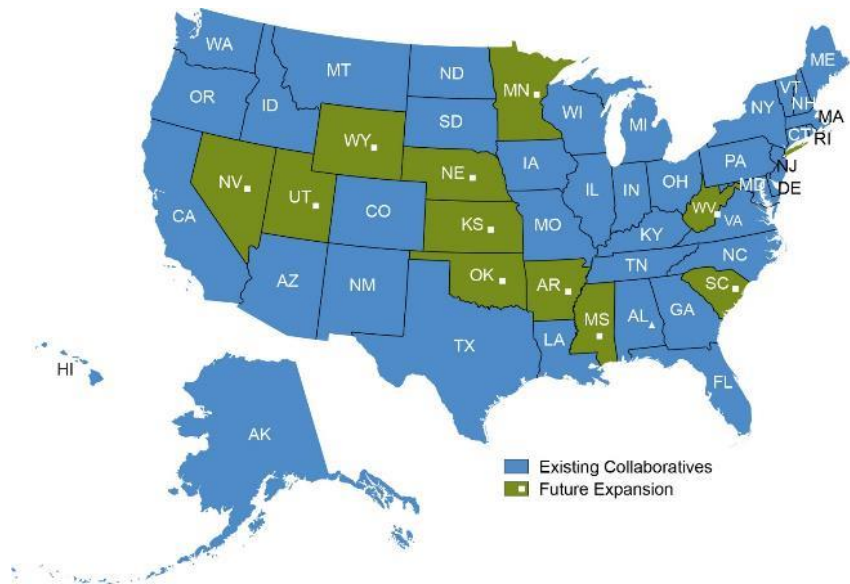 WA
MT
ND
MN
ME
VT
NH
MA
OR
ID
SD
WI
MI
NY
CT
RI
WY
IA
PA
NJ
NV
UT
NE
IL
IN
OH
MD
DE
CA
CO
KS
MO
WV
VA
KY
NC
TN
AZ
NM
OK
AR
SC
MS
AL
GA
TX
LA
HI
FL
AK
Existing Collaboratives
Future Expansion